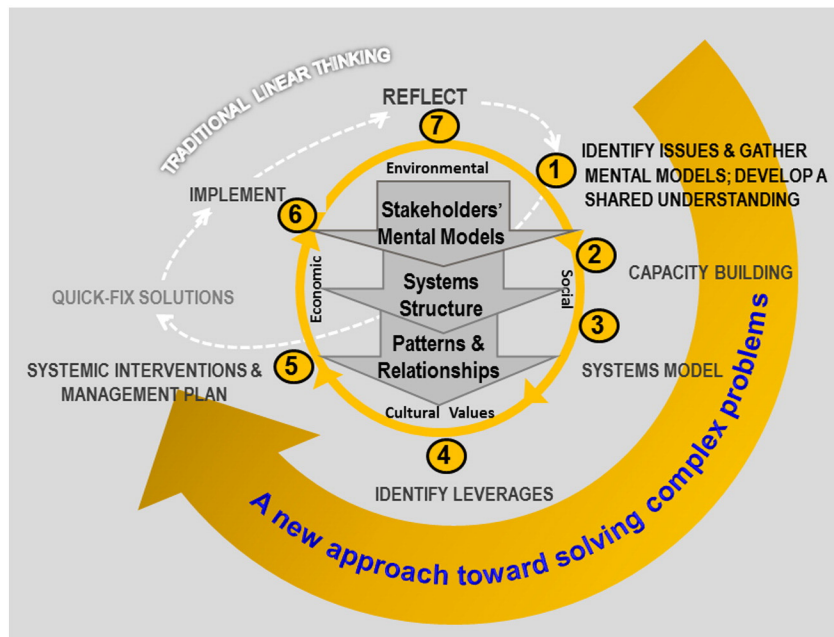 TRADITIONAL LINEAR THINKING
REFLECT
7
1
IDENTIFY ISSUES & GATHER
MENTAL MODELS; DEVELOP A
SHARED UNDERSTANDING
Environmental
IMPLEMENT
6
Stakeholders'
Mental Models
2
CAPACITY BUILDING
Economic
Systems
Structure
Social
QUICK-FIX SOLUTIONS
3
Patterns &
Relationships
SYSTEMS MODEL
5
SYSTEMIC INTERVENTIONS &
MANAGEMENT PLAN
Cultural Values
4
IDENTIFY LEVERAGES
A new approach toward solving complex problems